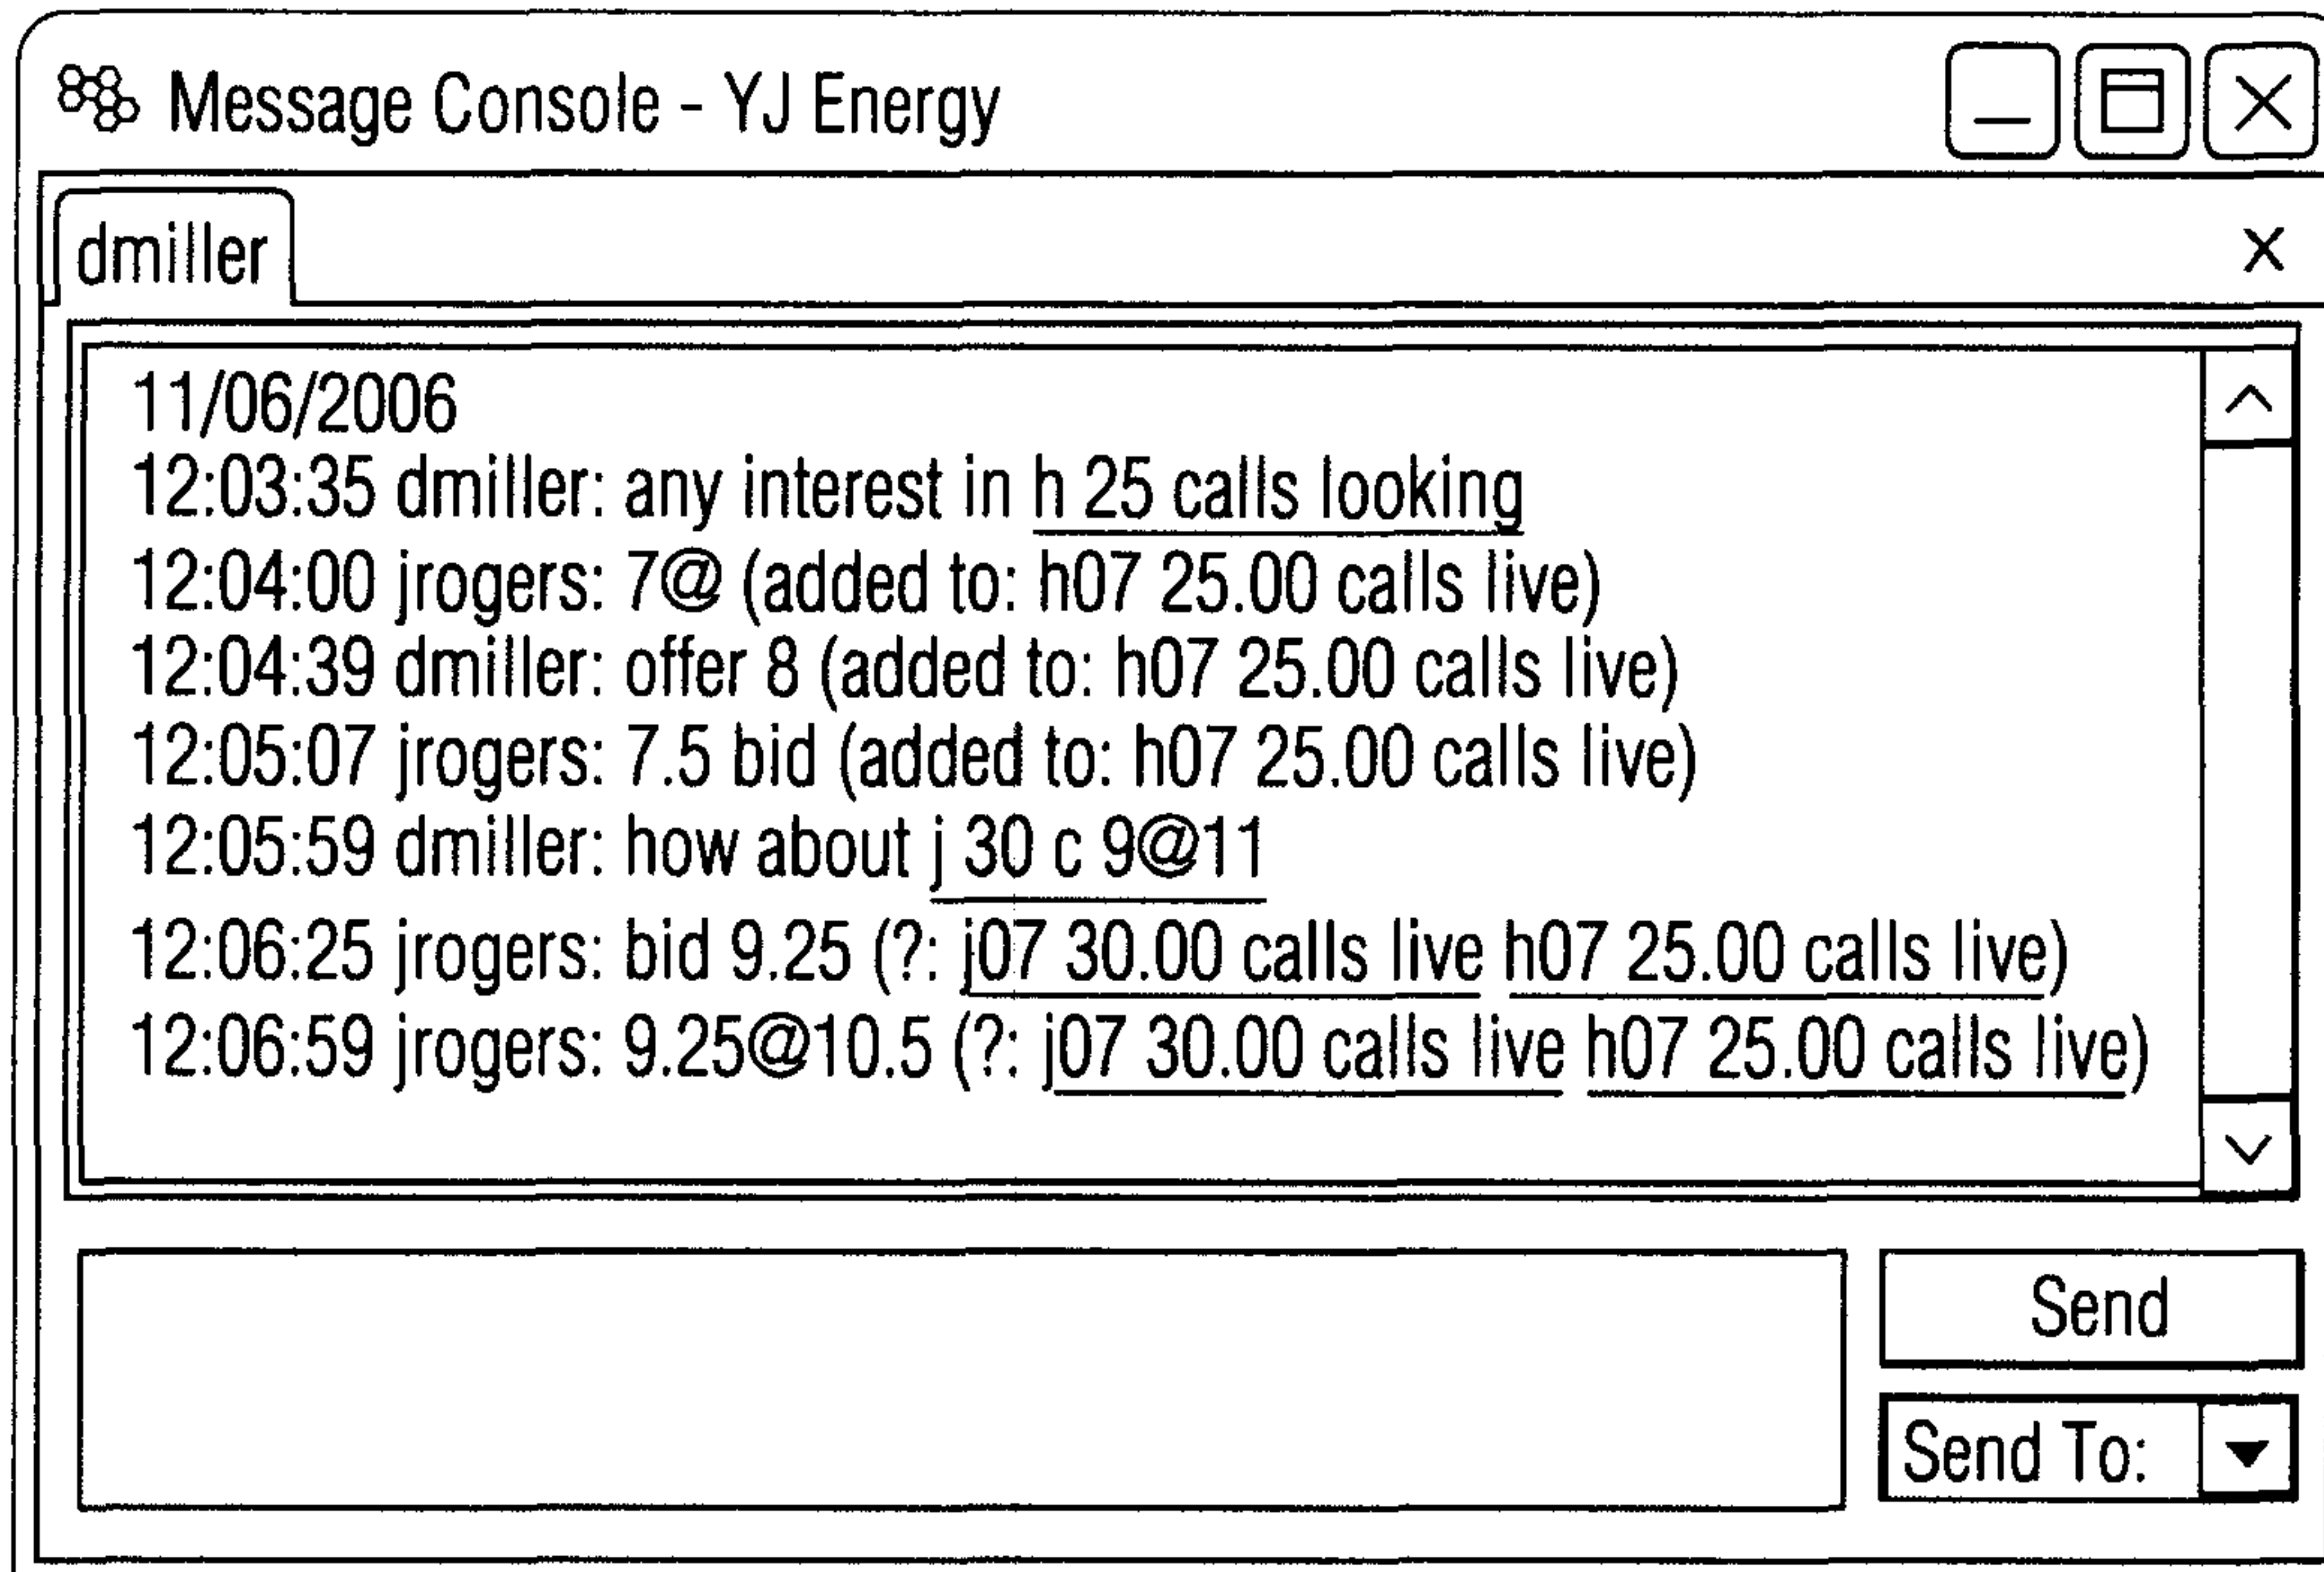 Message Console - YJ Energy
dmiller
x
11/06/2006
12:03:35 dmiller: any interest in h 25 calls looking
12:04:00 jrogers: 7@ (added to: h07 25.00 calls live)
12:04:39 dmiller: offer 8 (added to: h07 25.00 calls live)
12:05:07 jrogers: 7.5 bid (added to: h07 25.00 calls live)
12:05:59 dmiller: how about j 30 c 9@11
12:06:25 jrogers: bid 9.25 (?: j07 30.00 calls live h07 25.00 calls live)
12:06:59 jrogers: 9.25@10.5 (?: j07 30.00 calls live h07 25.00 calls live)
Send
Send To: